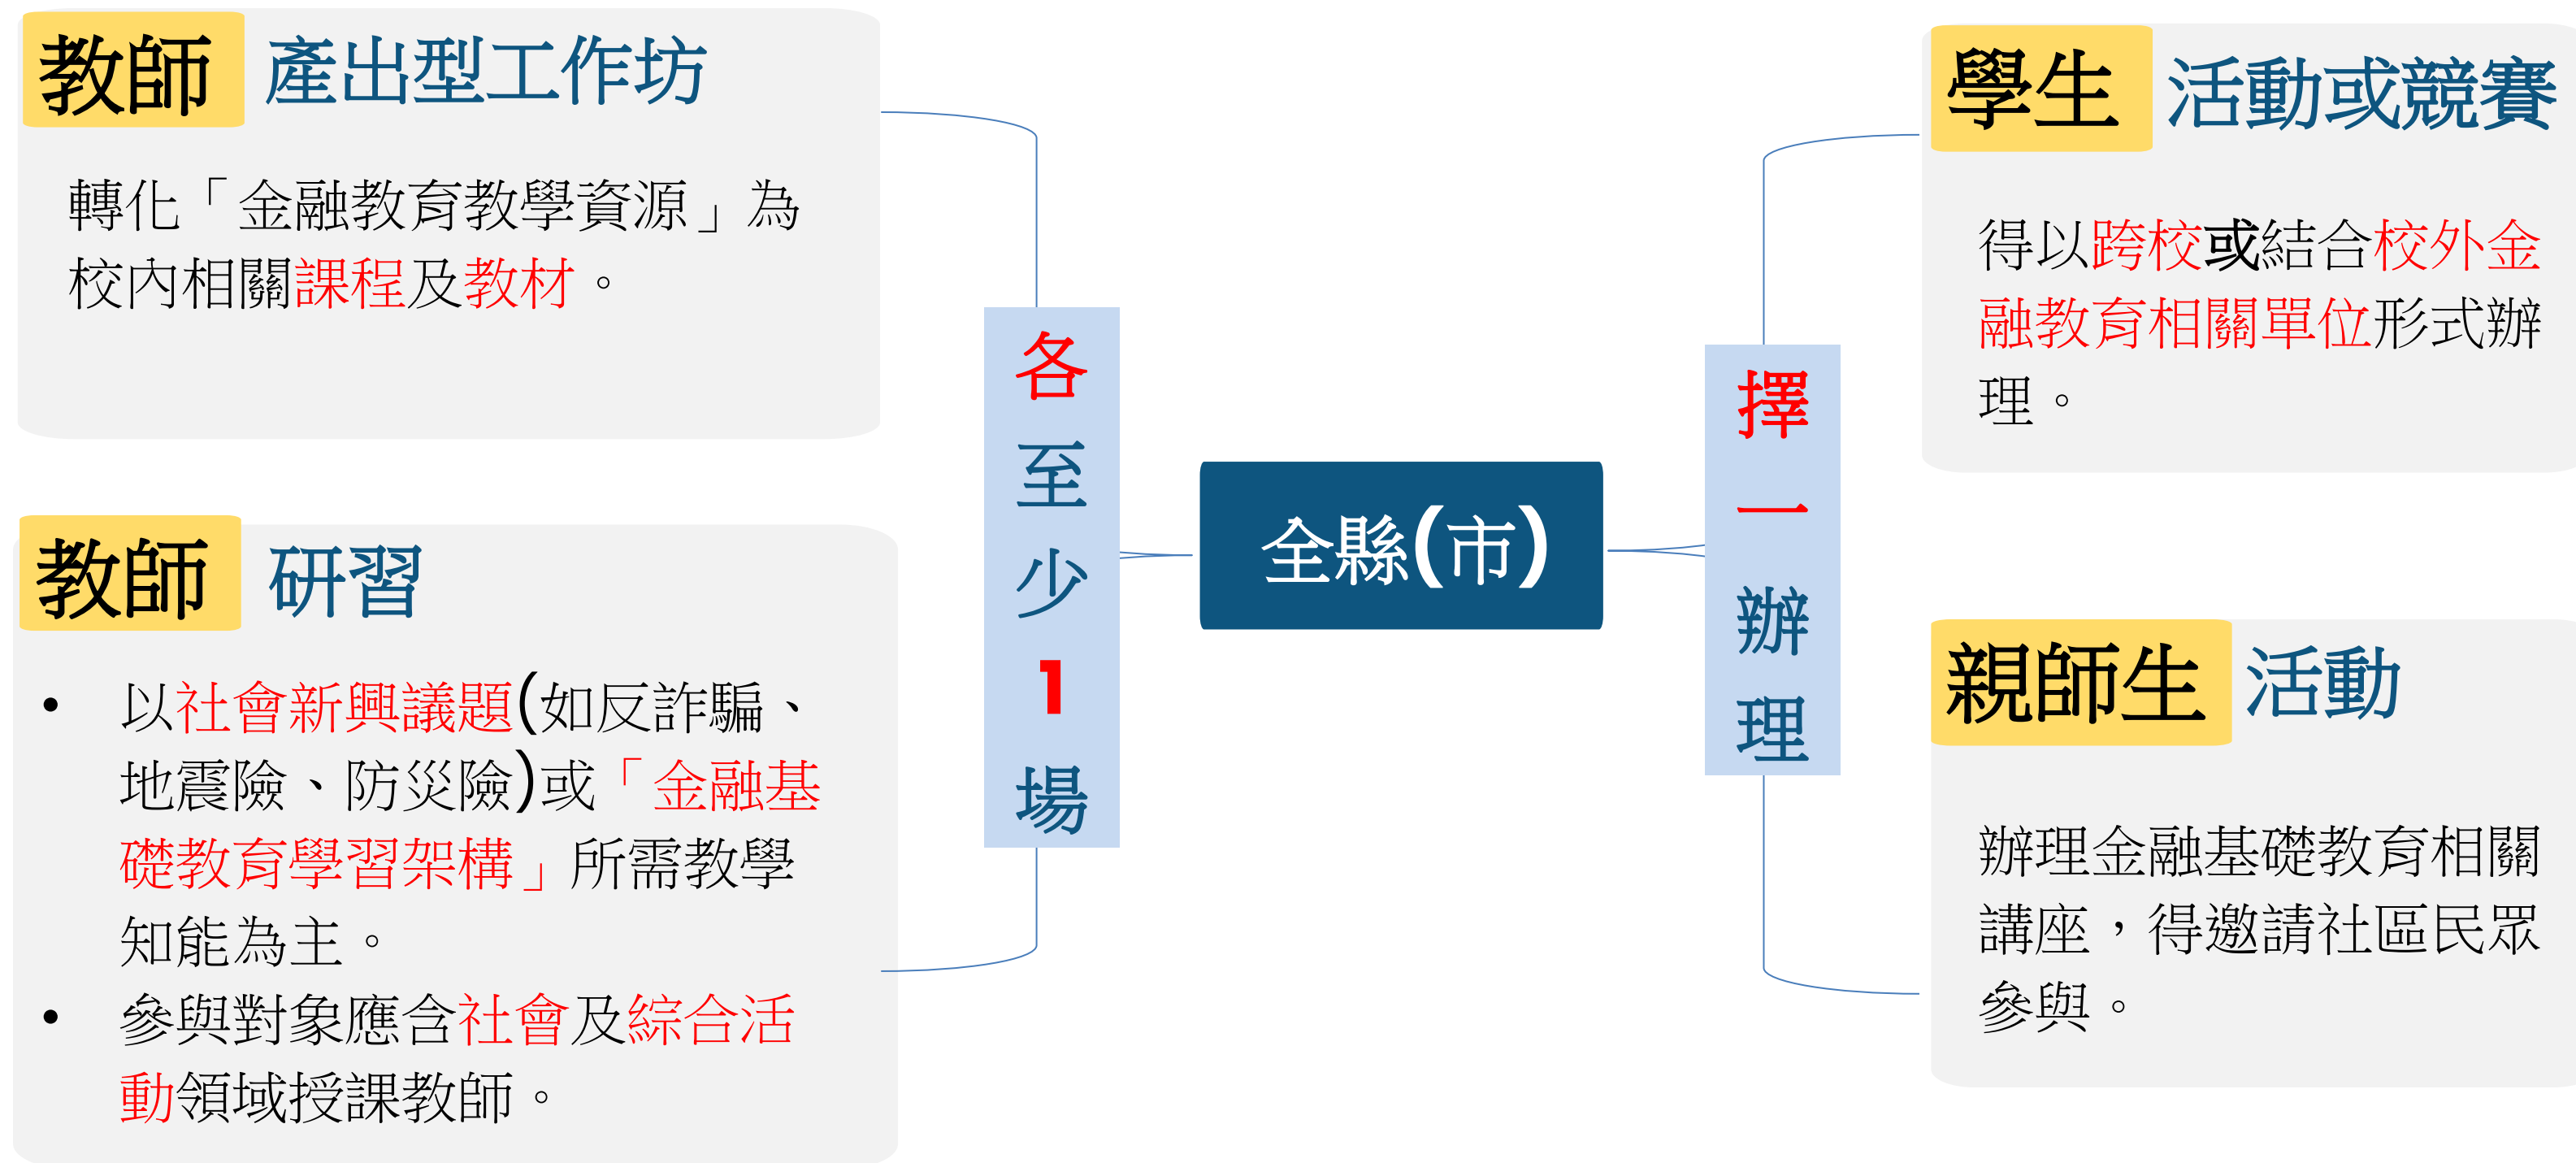 教師 產出型工作坊
轉化「金融教育教學資源」為
校內相關課程及教材。
教師 研習
• 以社會新興議題(如反詐騙、
地震險、防災險)或「金融基
礎教育學習架構」所需教學
知能為主。
• 參與對象應含社會及綜合活
動領域授課教師。
各
至
少
1
場
全縣(市)
擇
一
辦
理
學生 活動或競賽
得以跨校或結合校外金
融教育相關單位形式辦
理。
親師生 活動
辦理金融基礎教育相關
講座，得邀請社區民眾
參與。